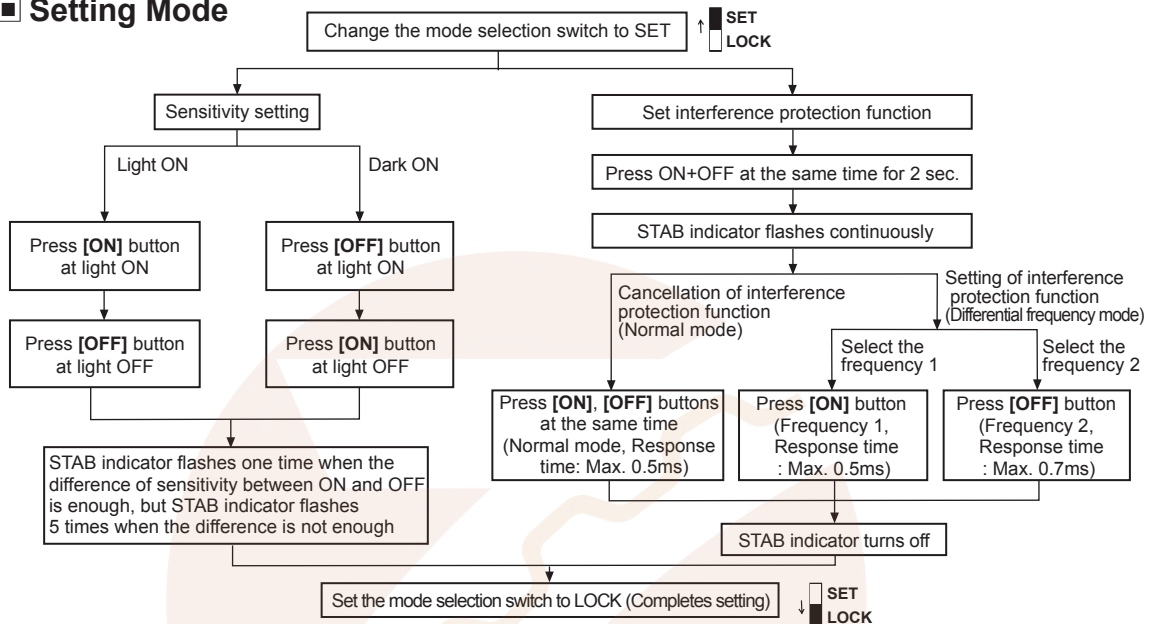 ■ Setting Mode
Change the mode selection switch to SET
↑
SET
LOCK
Sensitivity setting
Set interference protection function
Light ON
Dark ON
Press ON+OFF at the same time for 2 sec.
Press [ON] button
at light ON
Press [OFF] button
at light ON
STAB indicator flashes continuously
Press [OFF] button
at light OFF
Press [ON] button
at light OFF
Cancellation of interference
protection function
(Normal mode)
Setting of interference
protection function
(Differential frequency mode)
Select the
frequency 1
Select the
frequency 2
Press [ON], [OFF] buttons
at the same time
(Normal mode, Response
time: Max. 0.5ms)
Press [ON] button
(Frequency 1,
Response time
: Max. 0.5ms)
Press [OFF] button
(Frequency 2,
Response time
: Max. 0.7ms)
STAB indicator flashes one time when the
difference of sensitivity between ON and OFF
is enough, but STAB indicator flashes
5 times when the difference is not enough
STAB indicator turns off
Set the mode selection switch to LOCK (Completes setting)
↓
SET
LOCK